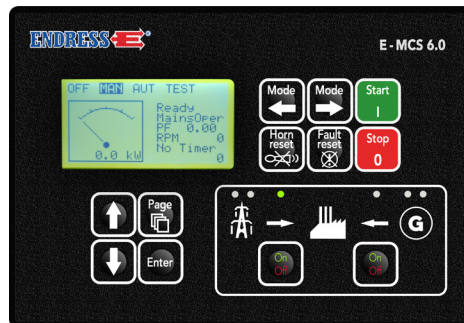 ENDRESS
E-MCS 6.0
OFF MAN AUT TEST
Ready
MainsOper
PF 0.00
RPM 0
No Timer
0
0.0 kW
Mode
Mode
Start
I
Horn reset
Fault reset
Stop
0
Page
Enter
G
On
Off
On
Off